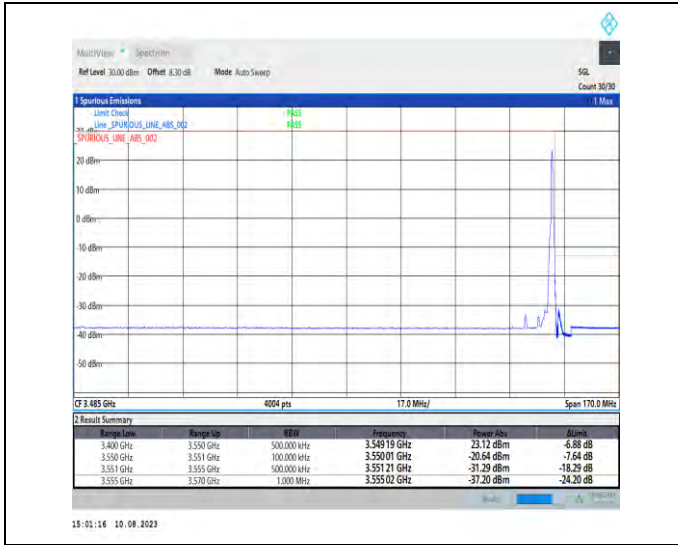 MultiView Spectrum
Ref Level 30.00 dBm Offset 8.30 dB Mode Auto Sweep SGL
Count 30/30
1 Spurious Emissions 1 Max
Limit Check PASS
Line _SPURIOUS_LINE_ABS_002 PASS
30 dBm
_SPURIOUS_LINE_ABS_002
20 dBm
10 dBm
0 dBm
-10 dBm
-20 dBm
-30 dBm
-40 dBm
-50 dBm
CF 3.485 GHz 4004 pts 17.0 MHz/ Span 170.0 MHz
2 Result Summary
Range Low Range Up RBW Frequency Power Abs ΔLimit
3.400 GHz 3.550 GHz 500.000 kHz 3.549 19 GHz 23.12 dBm -6.88 dB
3.550 GHz 3.551 GHz 100.000 kHz 3.550 01 GHz -20.64 dBm -7.64 dB
3.551 GHz 3.555 GHz 500.000 kHz 3.551 21 GHz -31.29 dBm -18.29 dB
3.555 GHz 3.570 GHz 1.000 MHz 3.555 02 GHz -37.20 dBm -24.20 dB
15:01:16 10.08.2023